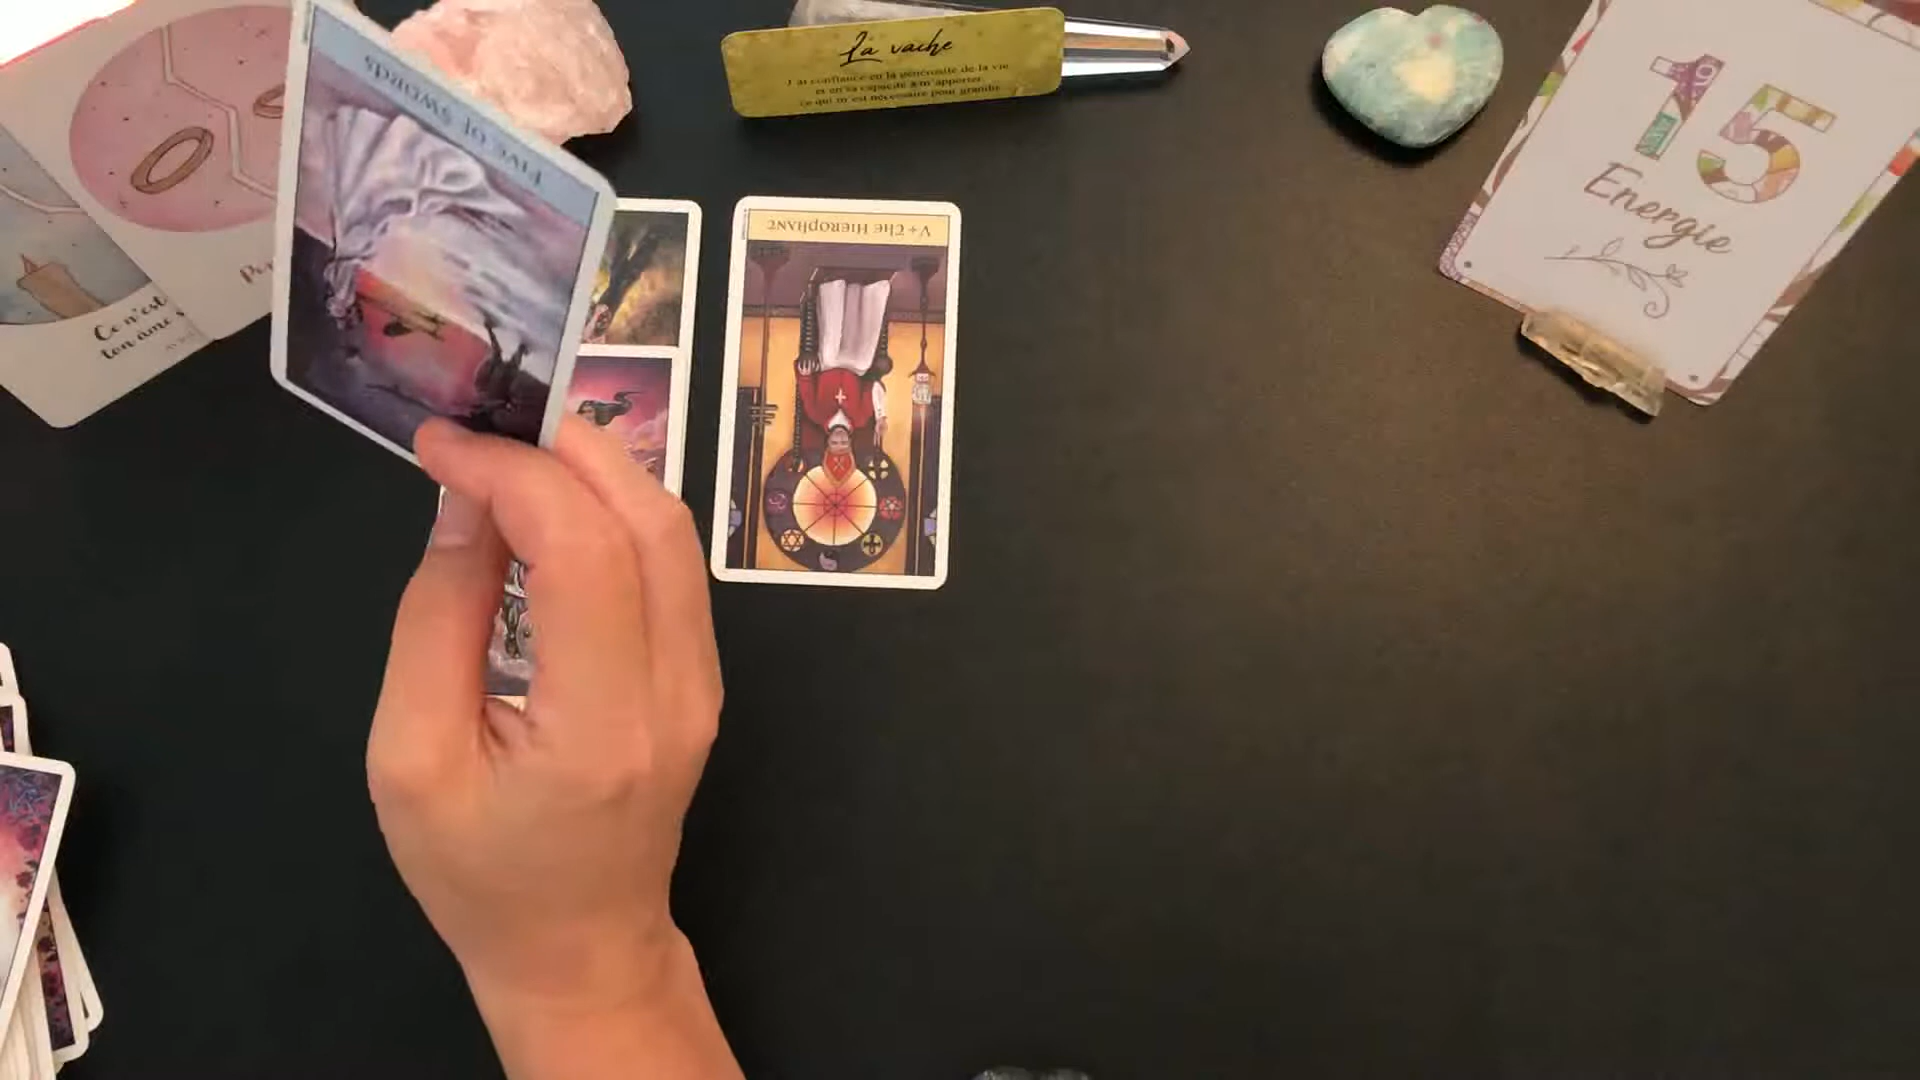 La vache
J'ai confiance en la générosité de la vie
et en sa capacité à m'apporter
ce qui m'est nécessaire pour grandir
15
Energie
Five of Swords
V + The Hierophant
Ce n'est
ton âme s